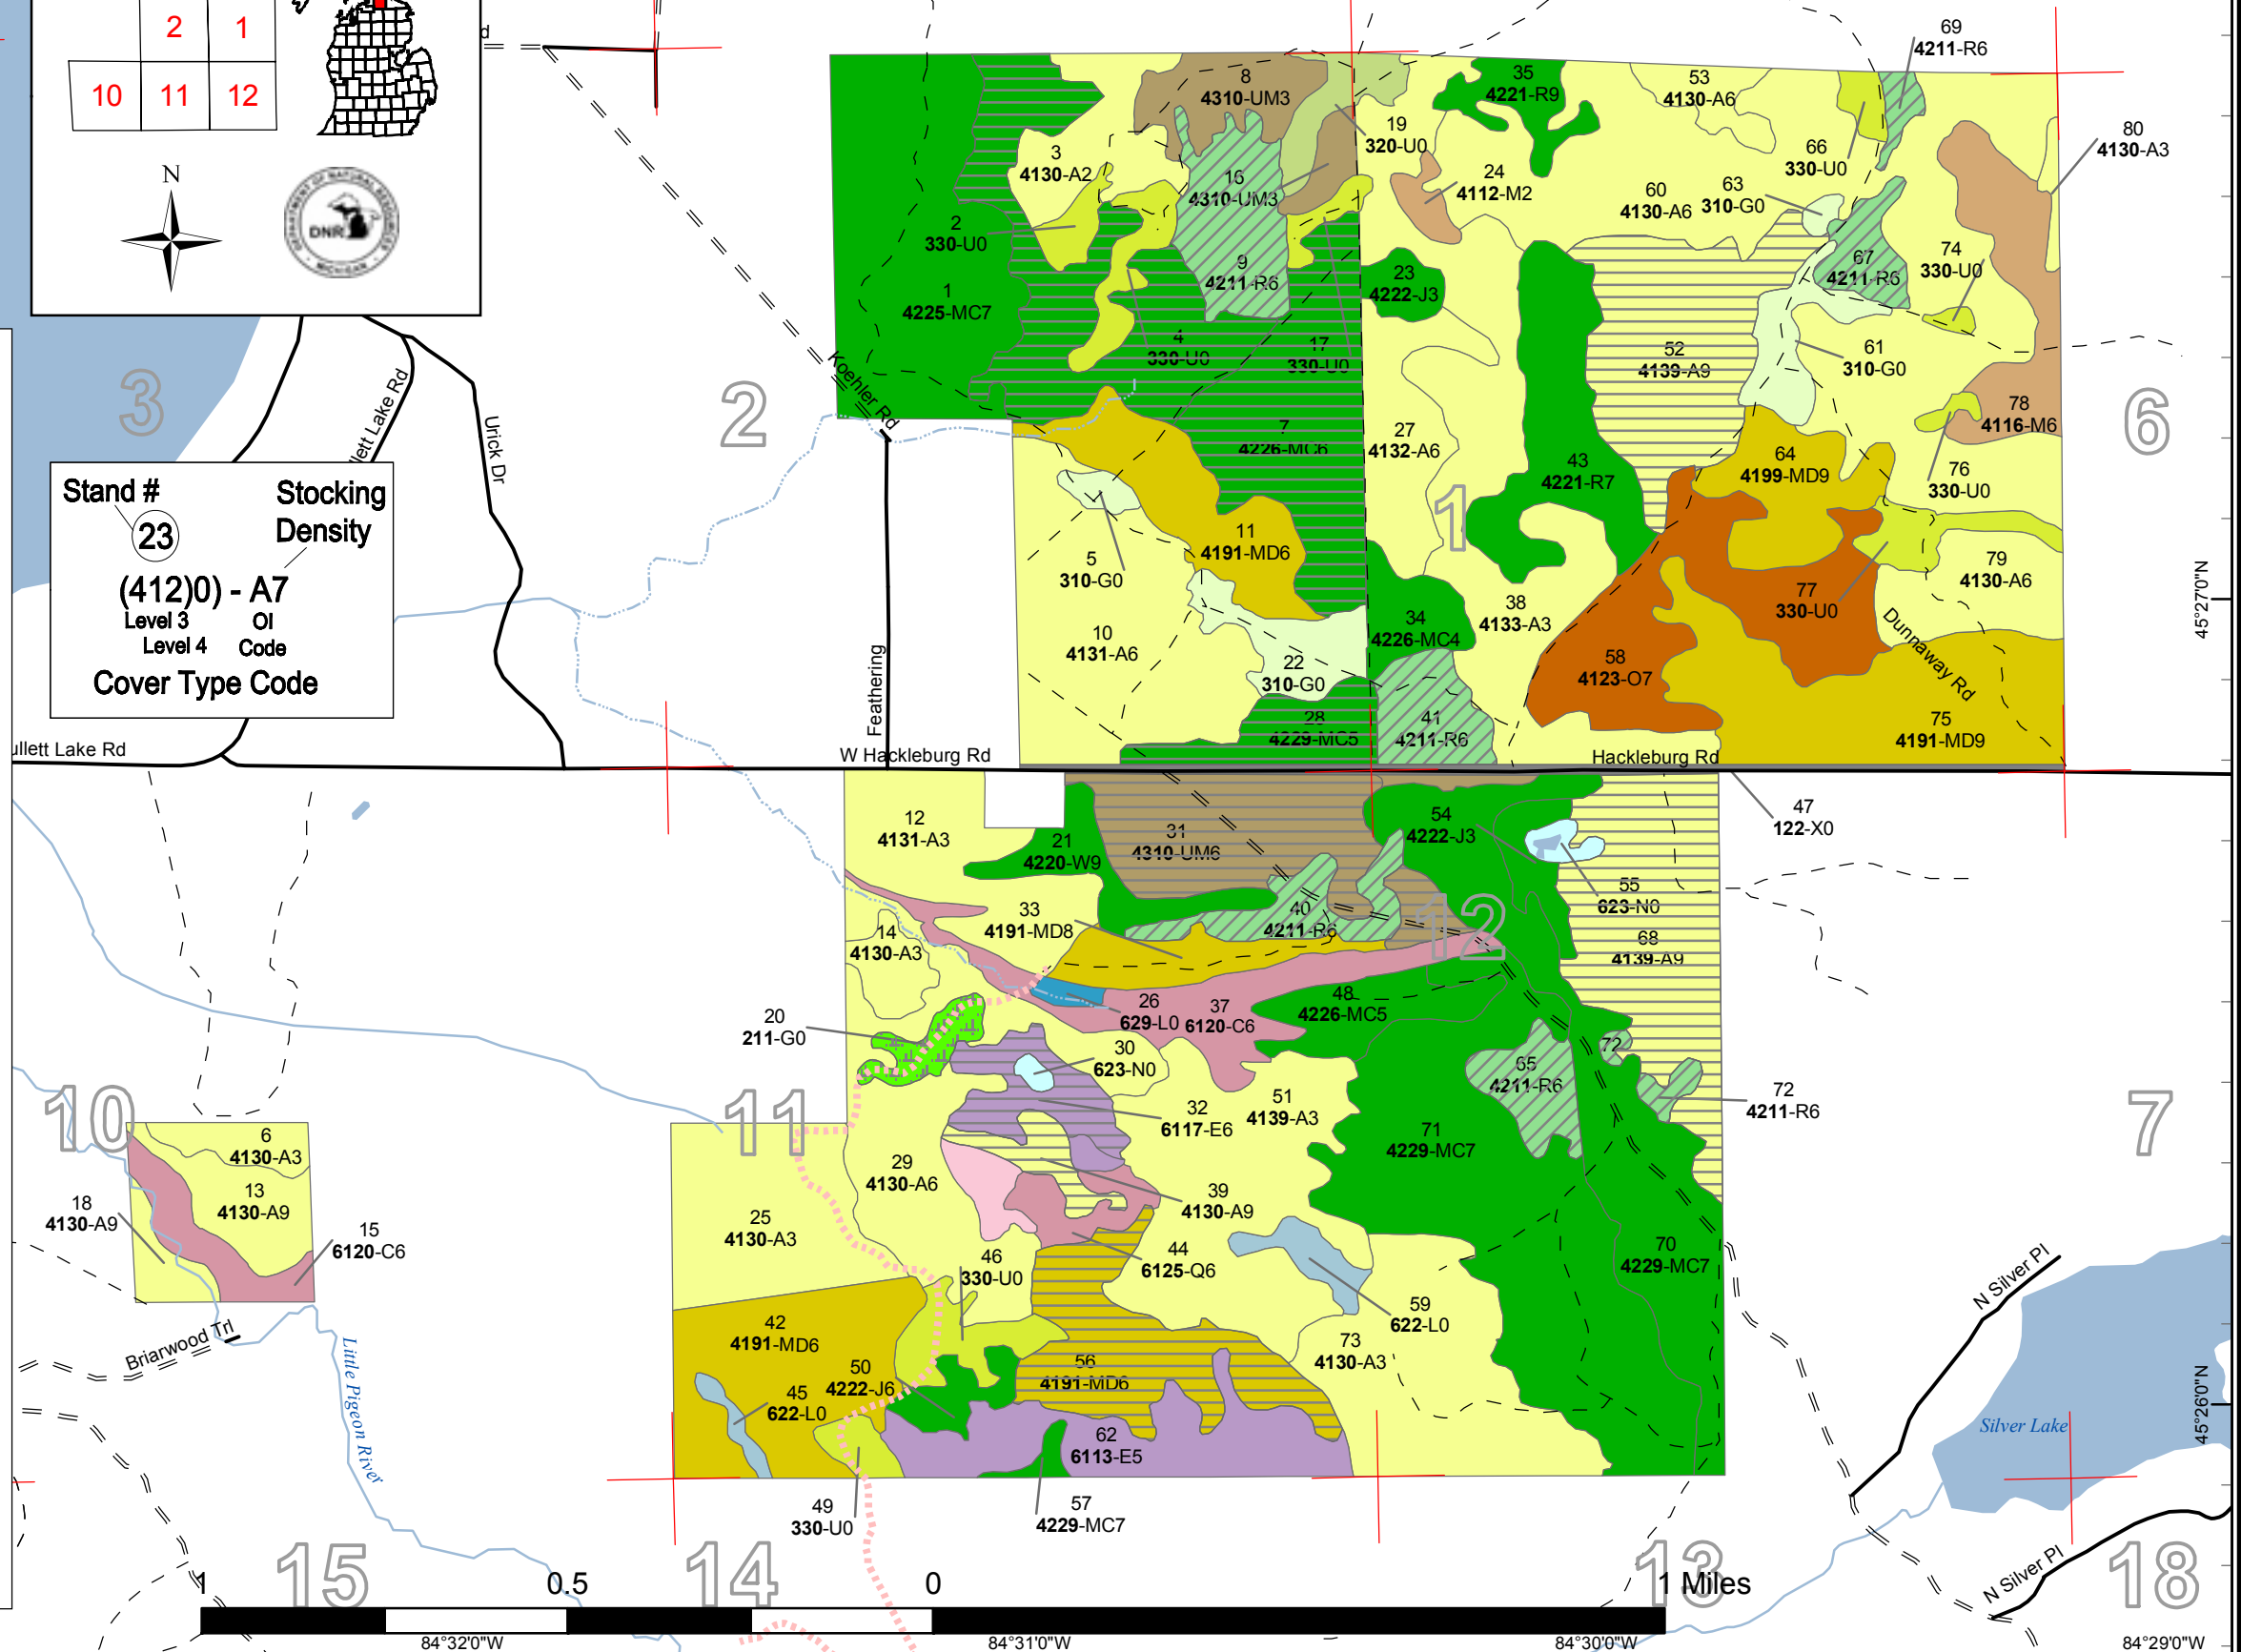 2
1
10
11
12
N
DEPARTMENT OF NATURAL RESOURCES
DNR
MICHIGAN
d
3
2
1
6
10
11
12
7
15
14
13
18
Stand #
Stocking
Density
23
(412)0) - A7
Level 3
OI
Level 4
Code
Cover Type Code
llett Lake Rd
Urick Dr
Koehler Rd
Feathering
ullett Lake Rd
W Hackleburg Rd
Hackleburg Rd
Dunnaway Rd
8
4310-UM3
35
4221-R9
53
4130-A6
69
4211-R6
19
320-U0
80
4130-A3
3
4130-A2
16
4310-UM3
24
4112-M2
66
330-U0
60
4130-A6
63
310-G0
2
330-U0
9
4211-R6
23
4222-J3
67
4211-R6
74
330-U0
1
4225-MC7
4
330-U0
17
330-U0
52
4139-A9
61
310-G0
7
4226-MC6
27
4132-A6
43
4221-R7
64
4199-MD9
78
4116-M6
76
330-U0
11
4191-MD6
5
310-G0
79
4130-A6
77
330-U0
38
4133-A3
34
4226-MC4
10
4131-A6
22
310-G0
58
4123-O7
28
4229-MC5
41
4211-R6
75
4191-MD9
12
4131-A3
21
4220-W9
31
4310-UM6
54
4222-J3
47
122-X0
55
623-N0
33
4191-MD8
40
4211-R6
14
4130-A3
68
4139-A9
20
211-G0
26
629-L0
37
6120-C6
48
4226-MC5
30
623-N0
72
65
4211-R6
32
6117-E6
51
4139-A3
72
4211-R6
6
4130-A3
71
4229-MC7
29
4130-A6
13
4130-A9
18
4130-A9
39
4130-A9
15
6120-C6
25
4130-A3
44
6125-Q6
46
330-U0
70
4229-MC7
59
622-L0
42
4191-MD6
73
4130-A3
50
4222-J6
56
4191-MD6
45
622-L0
62
6113-E5
49
330-U0
57
4229-MC7
Briarwood Trl
Little Pigeon River
N Silver Pl
Silver Lake
N Silver Pl
45°27'0"N
45°26'0"N
1
0.5
0
1 Miles
84°32'0"W
84°31'0"W
84°30'0"W
84°29'0"W